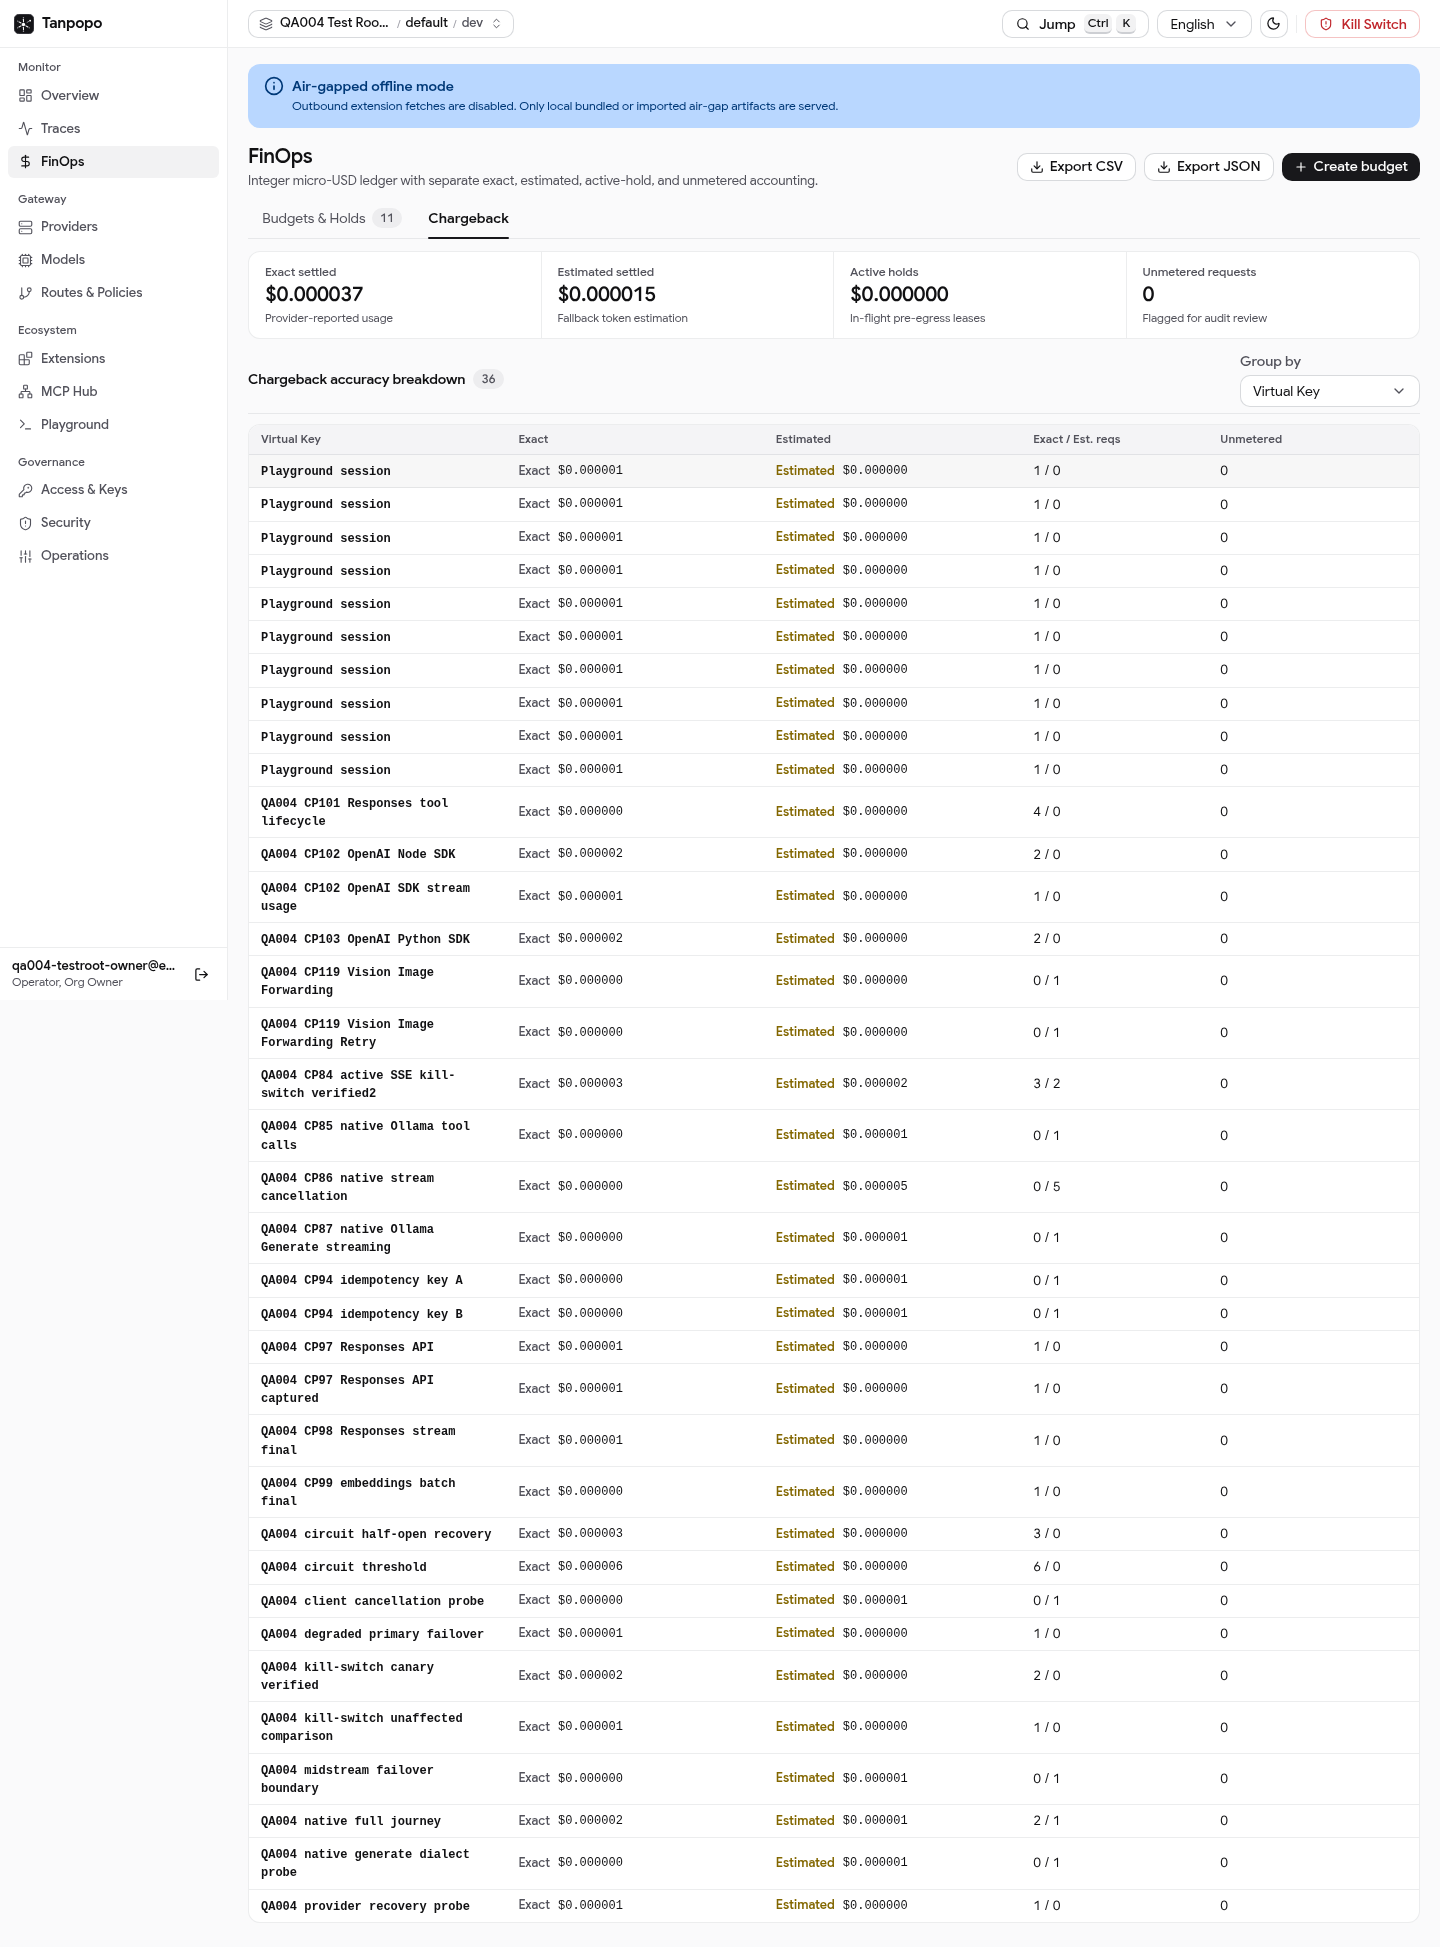 Tanpopo
QA004 Test Roo... / default / dev
Jump Ctrl K
English
Kill Switch
Monitor
Overview
Traces
FinOps
Gateway
Providers
Models
Routes & Policies
Ecosystem
Extensions
MCP Hub
Playground
Governance
Access & Keys
Security
Operations
qa004-testroot-owner@e...
Operator, Org Owner
Air-gapped offline mode
Outbound extension fetches are disabled. Only local bundled or imported air-gap artifacts are served.
FinOps
Integer micro-USD ledger with separate exact, estimated, active-hold, and unmetered accounting.
Export CSV
Export JSON
Create budget
Budgets & Holds 11
Chargeback
Exact settled
$0.000037
Provider-reported usage
Estimated settled
$0.000015
Fallback token estimation
Active holds
$0.000000
In-flight pre-egress leases
Unmetered requests
0
Flagged for audit review
Chargeback accuracy breakdown 36
Group by
Virtual Key
Virtual Key Exact Estimated Exact / Est. reqs Unmetered
Playground session Exact $0.000001 Estimated $0.000000 1 / 0 0
Playground session Exact $0.000001 Estimated $0.000000 1 / 0 0
Playground session Exact $0.000001 Estimated $0.000000 1 / 0 0
Playground session Exact $0.000001 Estimated $0.000000 1 / 0 0
Playground session Exact $0.000001 Estimated $0.000000 1 / 0 0
Playground session Exact $0.000001 Estimated $0.000000 1 / 0 0
Playground session Exact $0.000001 Estimated $0.000000 1 / 0 0
Playground session Exact $0.000001 Estimated $0.000000 1 / 0 0
Playground session Exact $0.000001 Estimated $0.000000 1 / 0 0
Playground session Exact $0.000001 Estimated $0.000000 1 / 0 0
QA004 CP101 Responses tool
lifecycle Exact $0.000000 Estimated $0.000000 4 / 0 0
QA004 CP102 OpenAI Node SDK Exact $0.000002 Estimated $0.000000 2 / 0 0
QA004 CP102 OpenAI SDK stream
usage Exact $0.000001 Estimated $0.000000 1 / 0 0
QA004 CP103 OpenAI Python SDK Exact $0.000002 Estimated $0.000000 2 / 0 0
QA004 CP119 Vision Image
Forwarding Exact $0.000000 Estimated $0.000000 0 / 1 0
QA004 CP119 Vision Image
Forwarding Retry Exact $0.000000 Estimated $0.000000 0 / 1 0
QA004 CP84 active SSE kill-
switch verified2 Exact $0.000003 Estimated $0.000002 3 / 2 0
QA004 CP85 native Ollama tool
calls Exact $0.000000 Estimated $0.000001 0 / 1 0
QA004 CP86 native stream
cancellation Exact $0.000000 Estimated $0.000005 0 / 5 0
QA004 CP87 native Ollama
Generate streaming Exact $0.000000 Estimated $0.000001 0 / 1 0
QA004 CP94 idempotency key A Exact $0.000000 Estimated $0.000001 0 / 1 0
QA004 CP94 idempotency key B Exact $0.000000 Estimated $0.000001 0 / 1 0
QA004 CP97 Responses API Exact $0.000001 Estimated $0.000000 1 / 0 0
QA004 CP97 Responses API
captured Exact $0.000001 Estimated $0.000000 1 / 0 0
QA004 CP98 Responses stream
final Exact $0.000001 Estimated $0.000000 1 / 0 0
QA004 CP99 embeddings batch
final Exact $0.000000 Estimated $0.000000 1 / 0 0
QA004 circuit half-open recovery Exact $0.000003 Estimated $0.000000 3 / 0 0
QA004 circuit threshold Exact $0.000006 Estimated $0.000000 6 / 0 0
QA004 client cancellation probe Exact $0.000000 Estimated $0.000001 0 / 1 0
QA004 degraded primary failover Exact $0.000001 Estimated $0.000000 1 / 0 0
QA004 kill-switch canary
verified Exact $0.000002 Estimated $0.000000 2 / 0 0
QA004 kill-switch unaffected
comparison Exact $0.000001 Estimated $0.000000 1 / 0 0
QA004 midstream failover
boundary Exact $0.000000 Estimated $0.000001 0 / 1 0
QA004 native full journey Exact $0.000002 Estimated $0.000001 2 / 1 0
QA004 native generate dialect
probe Exact $0.000000 Estimated $0.000001 0 / 1 0
QA004 provider recovery probe Exact $0.000001 Estimated $0.000000 1 / 0 0